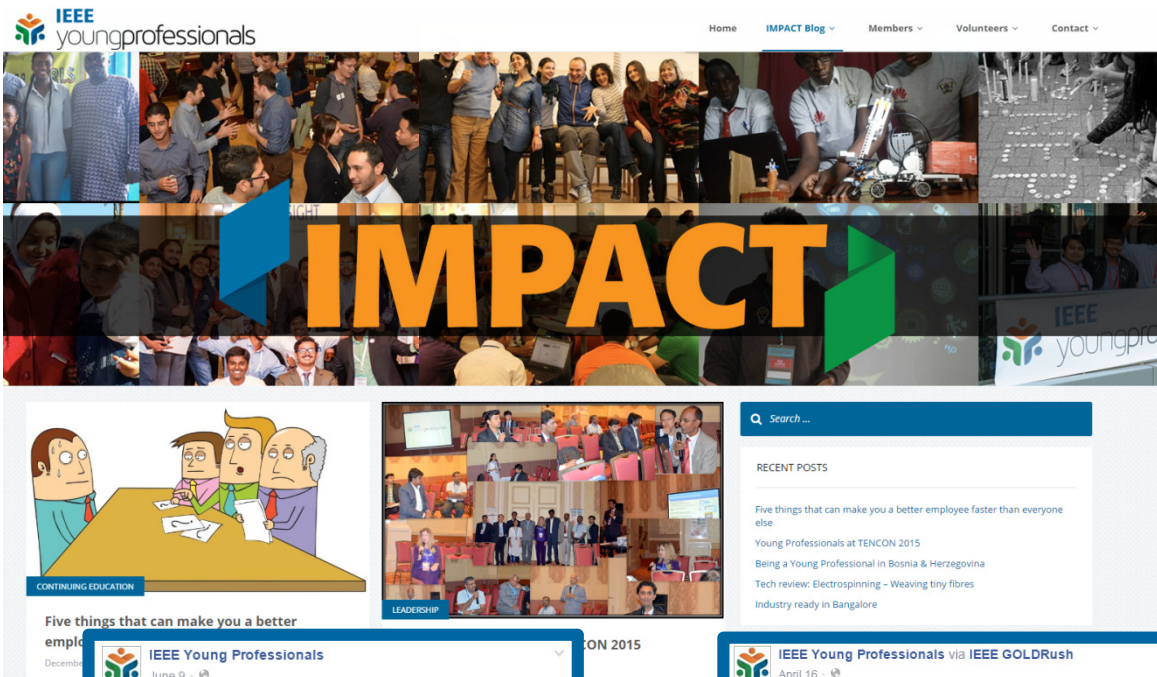 IEEE
youngprofessionals
Home
IMPACT Blog
Members
Volunteers
Contact
SIGHT
IMPACT
IEEE
youngpro
CONTINUING EDUCATION
LEADERSHIP
Five things that can make you a better
emplo
Decembe
CON 2015
Search ...
RECENT POSTS
Five things that can make you a better employee faster than everyone
else
Young Professionals at TENCON 2015
Being a Young Professional in Bosnia & Herzegovina
Tech review: Electrospinning – Weaving tiny fibres
Industry ready in Bangalore
IEEE Young Professionals
June 9 ·
IEEE Young Professionals via IEEE GOLDRush
April 16 ·